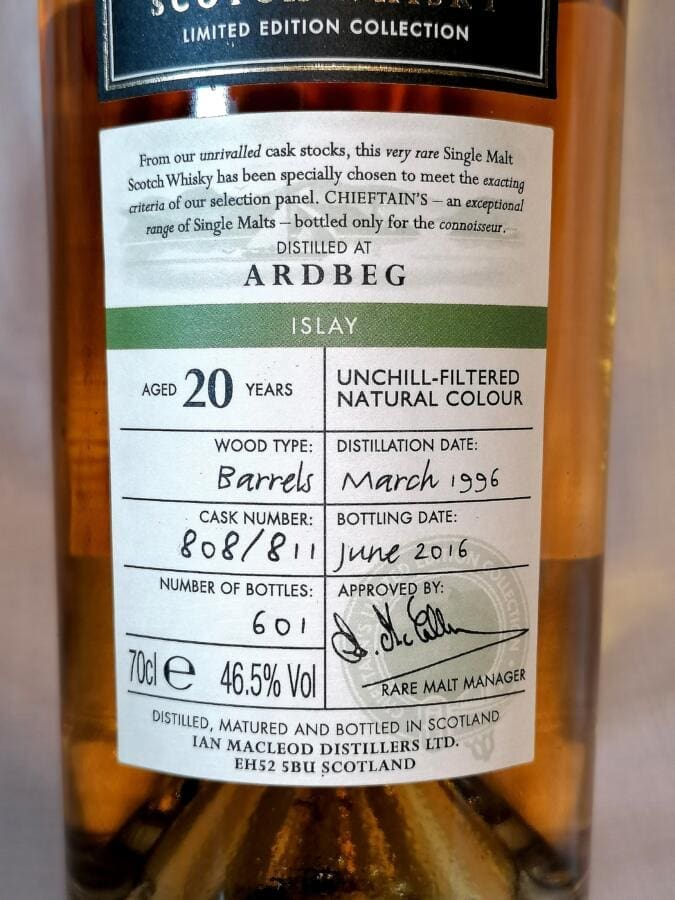 SCOTCH WHISKY
LIMITED EDITION COLLECTION
From our unrivalled cask stocks, this very rare Single Malt
Scotch Whisky has been specially chosen to meet the exacting
criteria of our selection panel. CHIEFTAIN'S – an exceptional
range of Single Malts – bottled only for the connoisseur.
DISTILLED AT
ARDBEG
ISLAY
AGED 20 YEARS
UNCHILL-FILTERED
NATURAL COLOUR
WOOD TYPE:
Barrels
DISTILLATION DATE:
March 1996
CASK NUMBER:
808/811
BOTTLING DATE:
June 2016
NUMBER OF BOTTLES:
601
APPROVED BY:
70cl e 46.5% Vol
RARE MALT MANAGER
DISTILLED, MATURED AND BOTTLED IN SCOTLAND
IAN MACLEOD DISTILLERS LTD.
EH52 5BU SCOTLAND